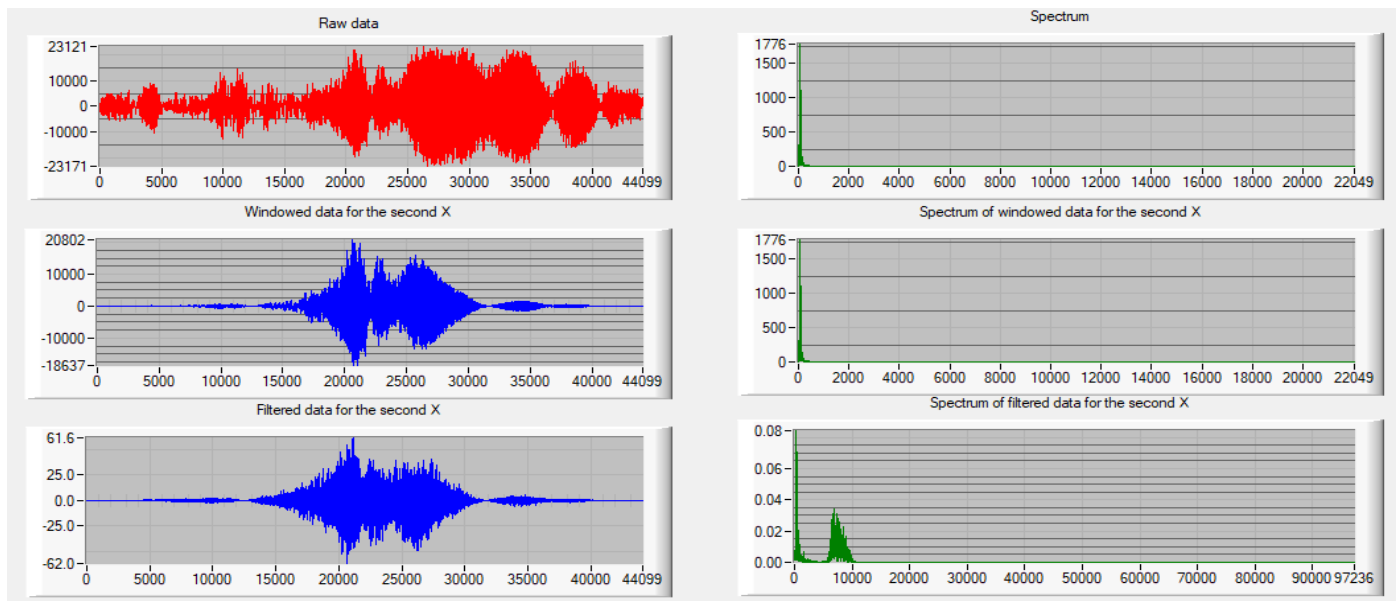 Raw data
23121
10000
0
-10000
-23171
0 5000 10000 15000 20000 25000 30000 35000 40000 44099
Spectrum
1776
1500
1000
500
0
0 2000 4000 6000 8000 10000 12000 14000 16000 18000 20000 22049
Windowed data for the second X
20802
10000
0
-10000
-18637
0 5000 10000 15000 20000 25000 30000 35000 40000 44099
Spectrum of windowed data for the second X
1776
1500
1000
500
0
0 2000 4000 6000 8000 10000 12000 14000 16000 18000 20000 22049
Filtered data for the second X
61.6
25.0
0.0
-25.0
-62.0
0 5000 10000 15000 20000 25000 30000 35000 40000 44099
Spectrum of filtered data for the second X
0.08
0.06
0.04
0.02
0.00
0 10000 20000 30000 40000 50000 60000 70000 80000 90000 97236